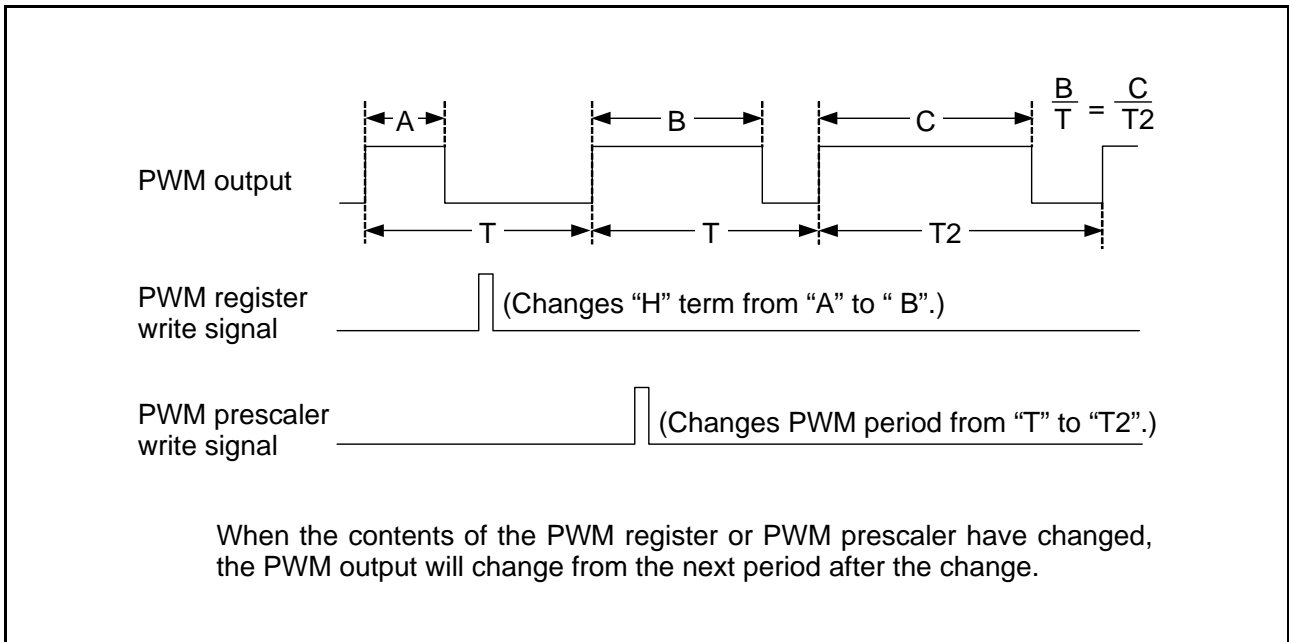 A
B
C
B/T = C/T2
PWM output
T
T
T2
PWM register
write signal
(Changes “H” term from “A” to “ B”.)
PWM prescaler
write signal
(Changes PWM period from “T” to “T2”.)
When the contents of the PWM register or PWM prescaler have changed,
the PWM output will change from the next period after the change.